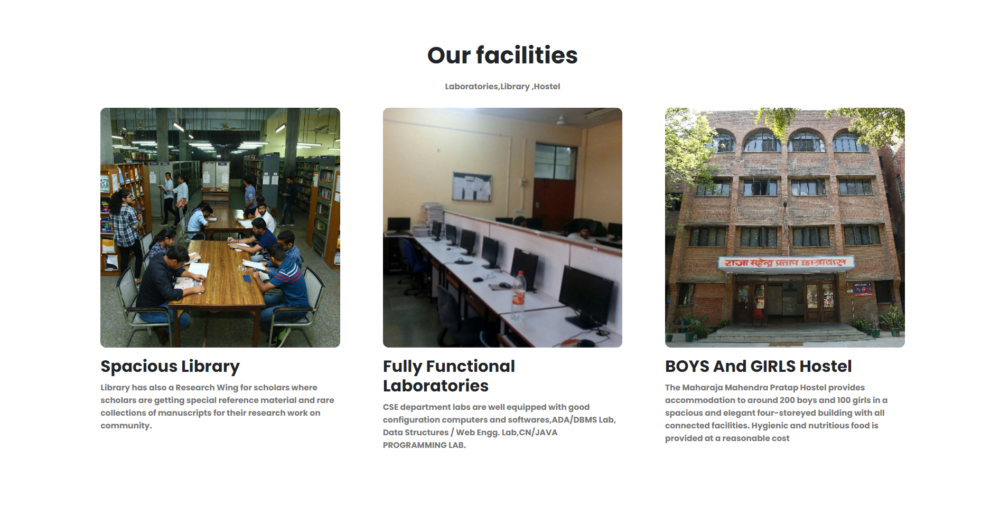 Our facilities
Laboratories,Library ,Hostel
राजा महेन्द्र प्रताप छात्रावास
Spacious Library
Library has also a Research Wing for scholars where
scholars are getting special reference material and rare
collections of manuscripts for their research work on
community.
Fully Functional
Laboratories
CSE department labs are well equipped with good
configuration computers and softwares,ADA/DBMS Lab,
Data Structures / Web Engg. Lab,CN/JAVA
PROGRAMMING LAB.
BOYS And GIRLS Hostel
The Maharaja Mahendra Pratap Hostel provides
accommodation to around 200 boys and 100 girls in a
spacious and elegant four-storeyed building with all
connected facilities. Hygienic and nutritious food is
provided at a reasonable cost